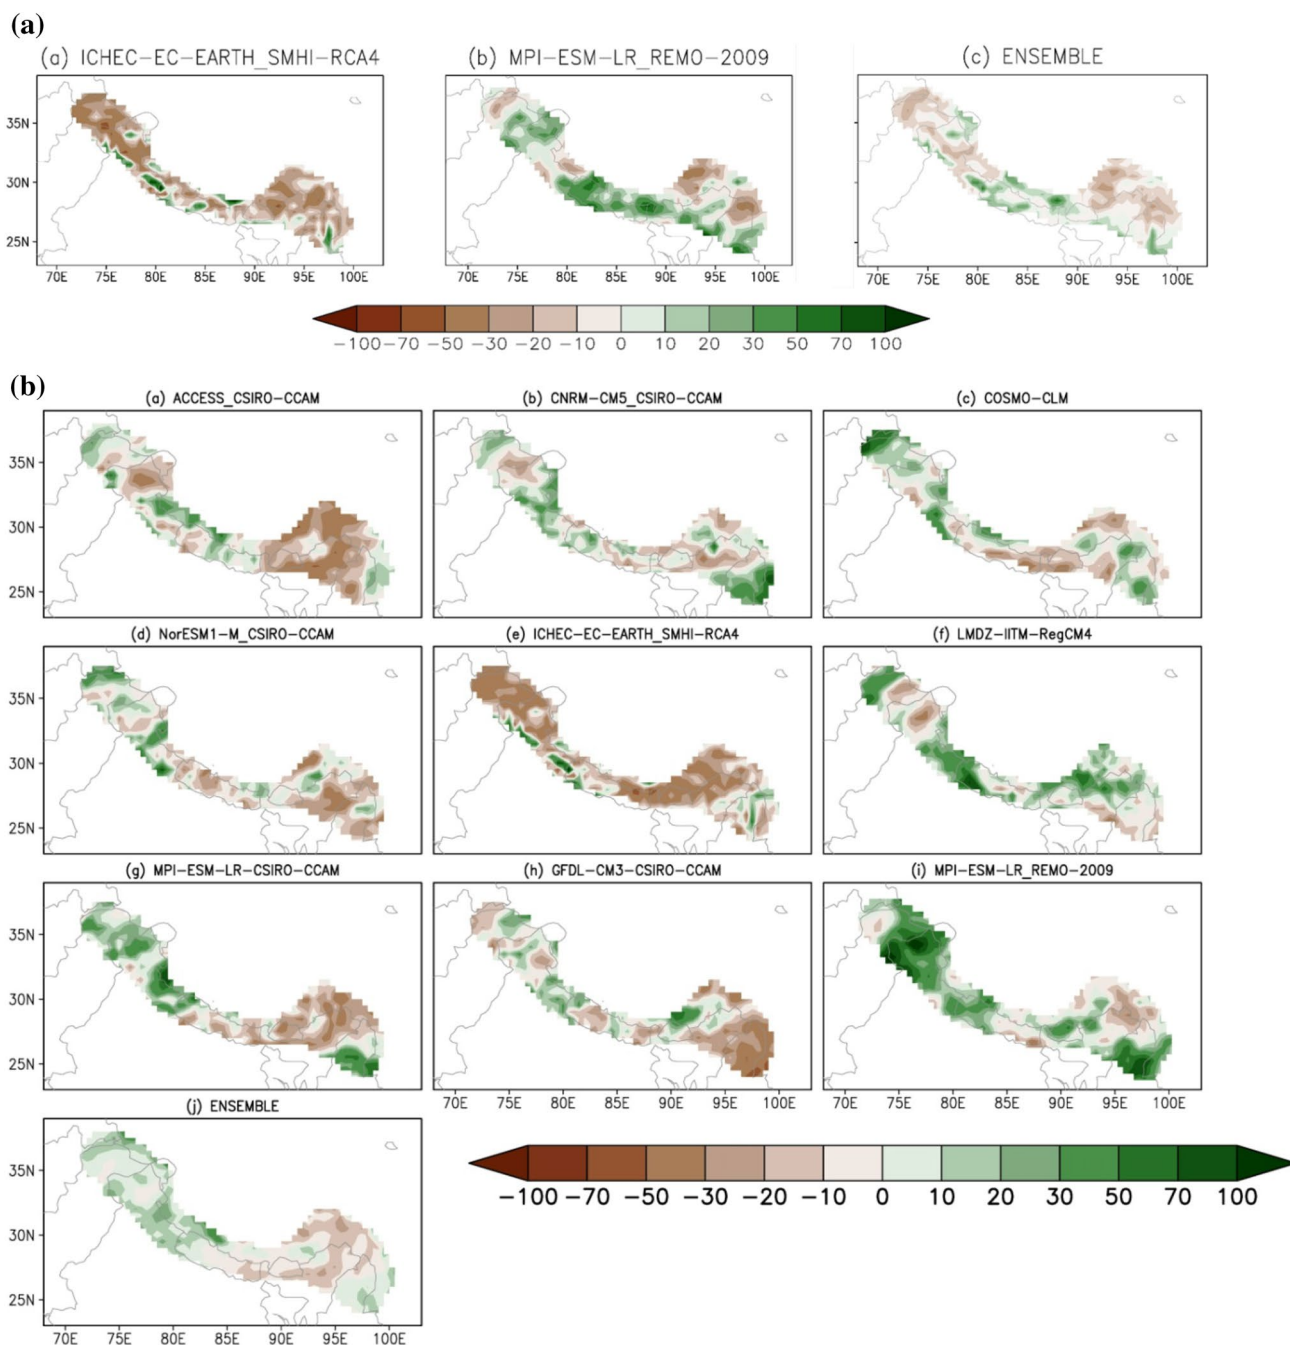 (a)
(a) ICHEC-EC-EARTH_SMHI-RCA4 (b) MPI-ESM-LR_REMO-2009 (c) ENSEMBLE
35N
30N
25N
70E 75E 80E 85E 90E 95E 100E 70E 75E 80E 85E 90E 95E 100E 70E 75E 80E 85E 90E 95E 100E
-100 -70 -50 -30 -20 -10 0 10 20 30 50 70 100
(b)
(a) ACCESS_CSIRO-CCAM (b) CNRM-CM5_CSIRO-CCAM (c) COSMO-CLM
35N
30N
25N
(d) NorESM1-M_CSIRO-CCAM (e) ICHEC-EC-EARTH_SMHI-RCA4 (f) LMDZ-IITM-RegCM4
35N
30N
25N
(g) MPI-ESM-LR-CSIRO-CCAM (h) GFDL-CM3-CSIRO-CCAM (i) MPI-ESM-LR_REMO-2009
35N
30N
25N
70E 75E 80E 85E 90E 95E 100E 70E 75E 80E 85E 90E 95E 100E
(j) ENSEMBLE
35N
30N
25N
-100 -70 -50 -30 -20 -10 0 10 20 30 50 70 100
70E 75E 80E 85E 90E 95E 100E